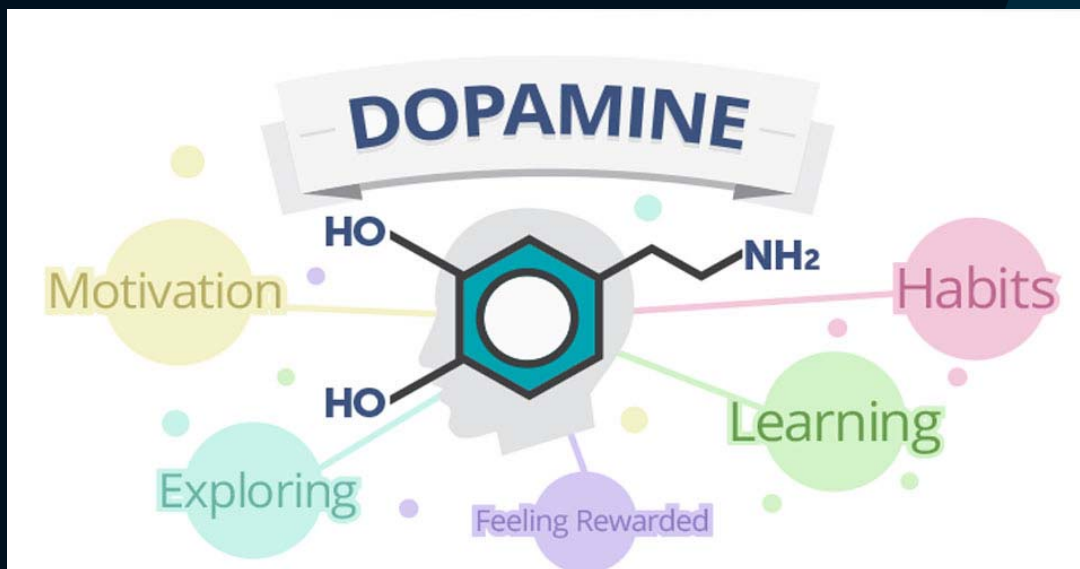 DOPAMINE
HO
NH2
Motivation
Habits
HO
Learning
Exploring
Feeling Rewarded